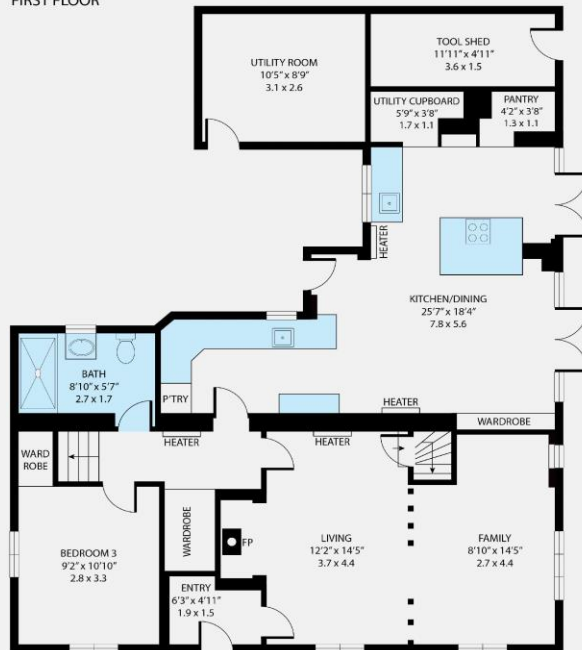 FIRST FLOOR
UTILITY ROOM
10'5" x 8'9"
3.1 x 2.6
TOOL SHED
11'11" x 4'11"
3.6 x 1.5
UTILITY CUPBOARD
5'9" x 3'8"
1.7 x 1.1
PANTRY
4'2" x 3'8"
1.3 x 1.1
HEATER
KITCHEN/DINING
25'7" x 18'4"
7.8 x 5.6
BATH
8'10" x 5'7"
2.7 x 1.7
P'TRY
HEATER
WARDROBE
WARD
ROBE
HEATER
HEATER
WARDROBE
FP
BEDROOM 3
9'2" x 10'10"
2.8 x 3.3
LIVING
12'2" x 14'5"
3.7 x 4.4
FAMILY
8'10" x 14'5"
2.7 x 4.4
ENTRY
6'3" x 4'11"
1.9 x 1.5